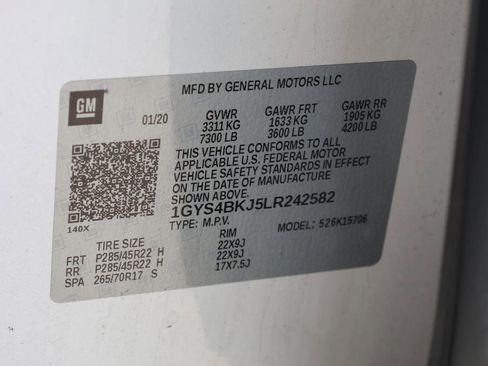 MFD BY GENERAL MOTORS LLC
GM
01/20
GVWR GAWR FRT GAWR RR
3311 KG 1633 KG 1905 KG
7300 LB 3600 LB 4200 LB
THIS VEHICLE CONFORMS TO ALL
APPLICABLE U.S. FEDERAL MOTOR
VEHICLE SAFETY STANDARDS IN EFFECT
ON THE DATE OF MANUFACTURE SHOWN ABOVE.
1GYS4BKJ5LR242582
140X
TYPE: M.P.V. MODEL: 526K15706
TIRE SIZE RIM
FRT P285/45R22 H 22X9J
RR P285/45R22 H 22X9J
SPA 265/70R17 S 17X7.5J